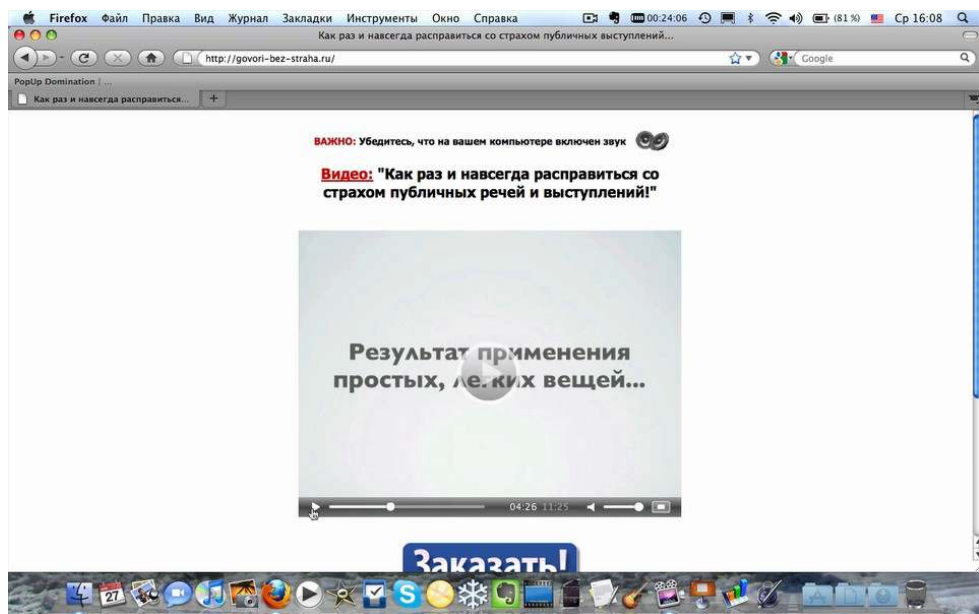 Firefox Файл Правка Вид Журнал Закладки Инструменты Окно Справка 00:24:06 (81 %) Ср 16:08
Как раз и навсегда расправиться со страхом публичных выступлений...
http://govori-bez-straha.ru/ Google
PopUp Domination | ...
Как раз и навсегда расправиться... +
ВАЖНО: Убедитесь, что на вашем компьютере включен звук
Видео: "Как раз и навсегда расправиться со
страхом публичных речей и выступлений!"
Результат применения
простых, легких вещей...
04:26 11:25
Заказать!
27